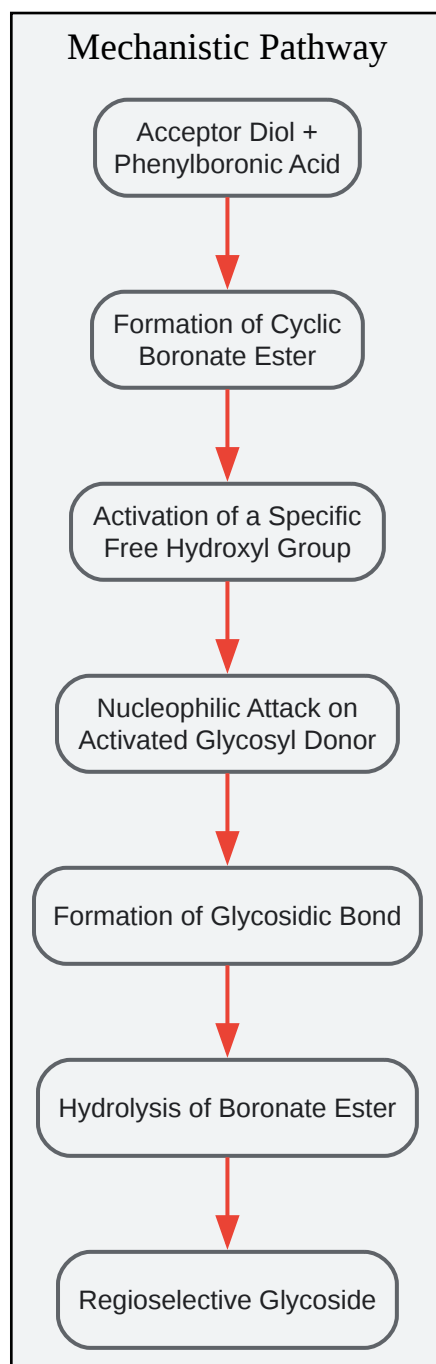 Mechanistic Pathway
Acceptor Diol +
Phenylboronic Acid
Formation of Cyclic
Boronate Ester
Activation of a Specific
Free Hydroxyl Group
Nucleophilic Attack on
Activated Glycosyl Donor
Formation of Glycosidic Bond
Hydrolysis of Boronate Ester
Regioselective Glycoside